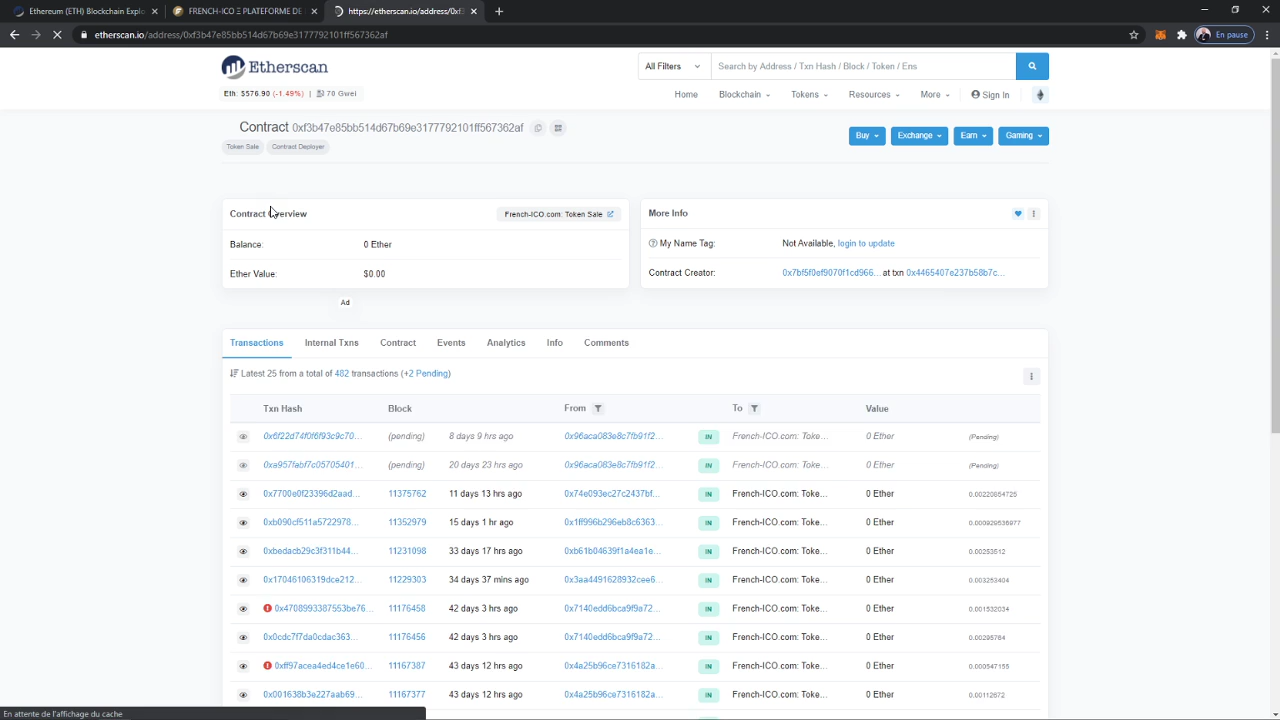 Ethereum (ETH) Blockchain Explo
FRENCH-ICO E PLATEFORME DE
https://etherscan.io/address/0xf3
etherscan.io/address/0xf3b47e85bb514d67b69e3177792101ff567362af
En pause
Etherscan
All Filters
Search by Address / Txn Hash / Block / Token / Ens
Eth: $576.90 (-1.49%) | 70 Gwei
Home Blockchain Tokens Resources More Sign In
Contract 0xf3b47e85bb514d67b69e3177792101ff567362af
Buy Exchange Earn Gaming
Token Sale Contract Deployer
Contract Overview
French-ICO.com: Token Sale
More Info
Balance: 0 Ether
My Name Tag: Not Available, login to update
Ether Value: $0.00
Contract Creator: 0x7bf5f0ef9070f1cd966... at txn 0x4465407e237b58b7c...
Ad
Transactions Internal Txns Contract Events Analytics Info Comments
Latest 25 from a total of 482 transactions (+2 Pending)
Txn Hash Block From To Value
0x6f22d74f0f6f93c9c70... (pending) 8 days 9 hrs ago 0x96aca083e8c7fb91f2... IN French-ICO.com: Toke... 0 Ether (Pending)
0xa957fabf7c05705401... (pending) 20 days 23 hrs ago 0x96aca083e8c7fb91f2... IN French-ICO.com: Toke... 0 Ether (Pending)
0x7700e0f23396d2aad... 11375762 11 days 13 hrs ago 0x74e093ec27c2437bf... IN French-ICO.com: Toke... 0 Ether 0.00220854725
0xb090cf511a5722978... 11352979 15 days 1 hr ago 0x1ff996b296eb8c6363... IN French-ICO.com: Toke... 0 Ether 0.000929536977
0xbedacb29c3f311b44... 11231098 33 days 17 hrs ago 0xb61b04639f1a4ea1e... IN French-ICO.com: Toke... 0 Ether 0.00253512
0x17046106319dce212... 11229303 34 days 37 mins ago 0x3aa4491628932cee6... IN French-ICO.com: Toke... 0 Ether 0.003253404
0x4708993387553be76... 11176458 42 days 3 hrs ago 0x7140edd6bca9f9a72... IN French-ICO.com: Toke... 0 Ether 0.001532034
0x0cdc7f7da0cdac363... 11176456 42 days 3 hrs ago 0x7140edd6bca9f9a72... IN French-ICO.com: Toke... 0 Ether 0.00295764
0xff97acea4ed4ce1e60... 11167387 43 days 12 hrs ago 0x4a25b96ce7316182a... IN French-ICO.com: Toke... 0 Ether 0.000547155
0x001638b3e227aab69... 11167377 43 days 12 hrs ago 0x4a25b96ce7316182a... IN French-ICO.com: Toke... 0 Ether 0.00112672
En attente de l'affichage du cache